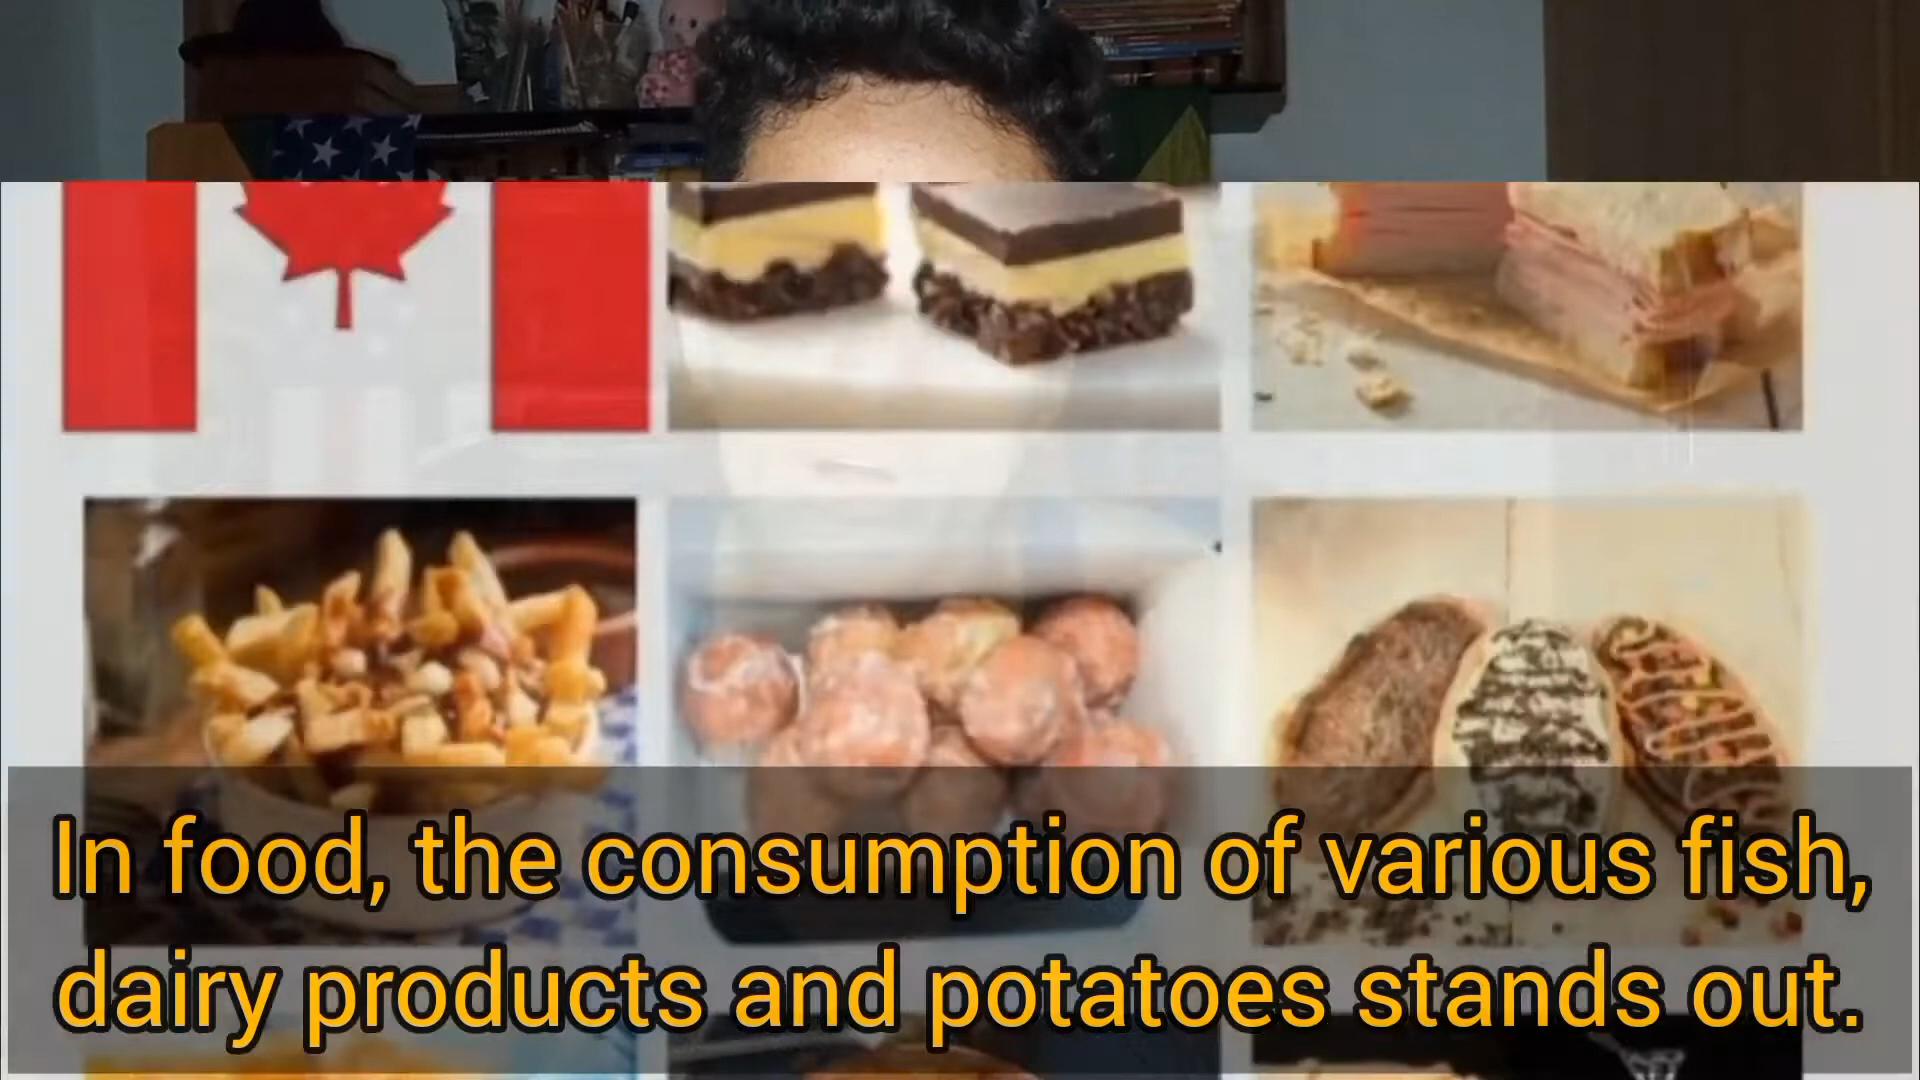 In food, the consumption of various fish,
dairy products and potatoes stands out.